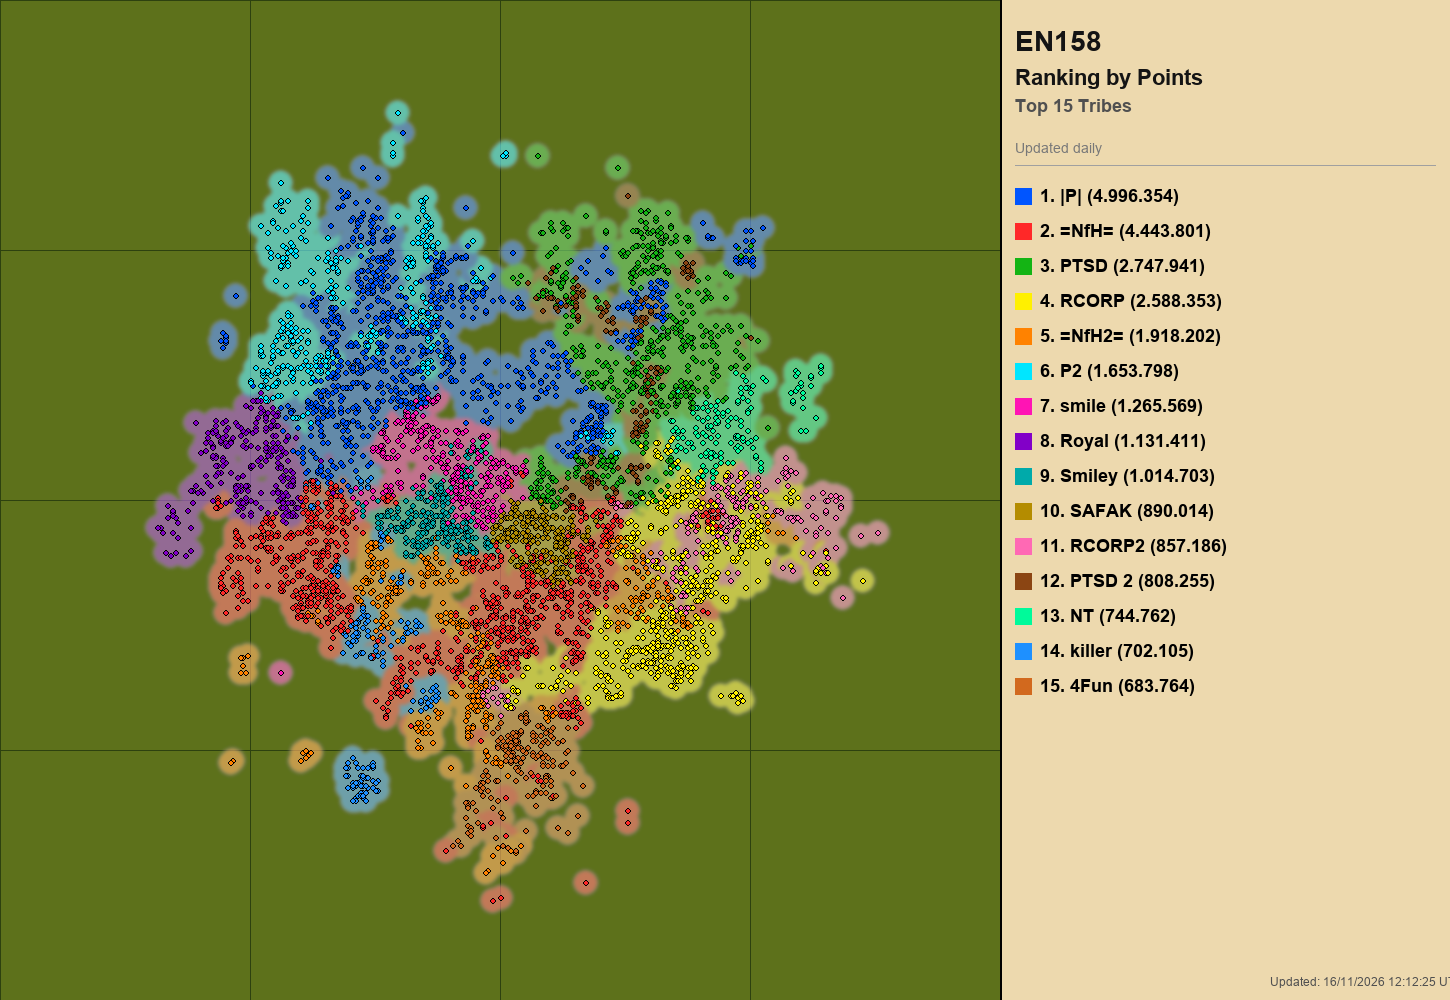 EN158
Ranking by Points
Top 15 Tribes
Updated daily
1. |P| (4.996.354)
2. =NfH= (4.443.801)
3. PTSD (2.747.941)
4. RCORP (2.588.353)
5. =NfH2= (1.918.202)
6. P2 (1.653.798)
7. smile (1.265.569)
8. Royal (1.131.411)
9. Smiley (1.014.703)
10. SAFAK (890.014)
11. RCORP2 (857.186)
12. PTSD 2 (808.255)
13. NT (744.762)
14. killer (702.105)
15. 4Fun (683.764)
Updated: 16/11/2026 12:12:25 U